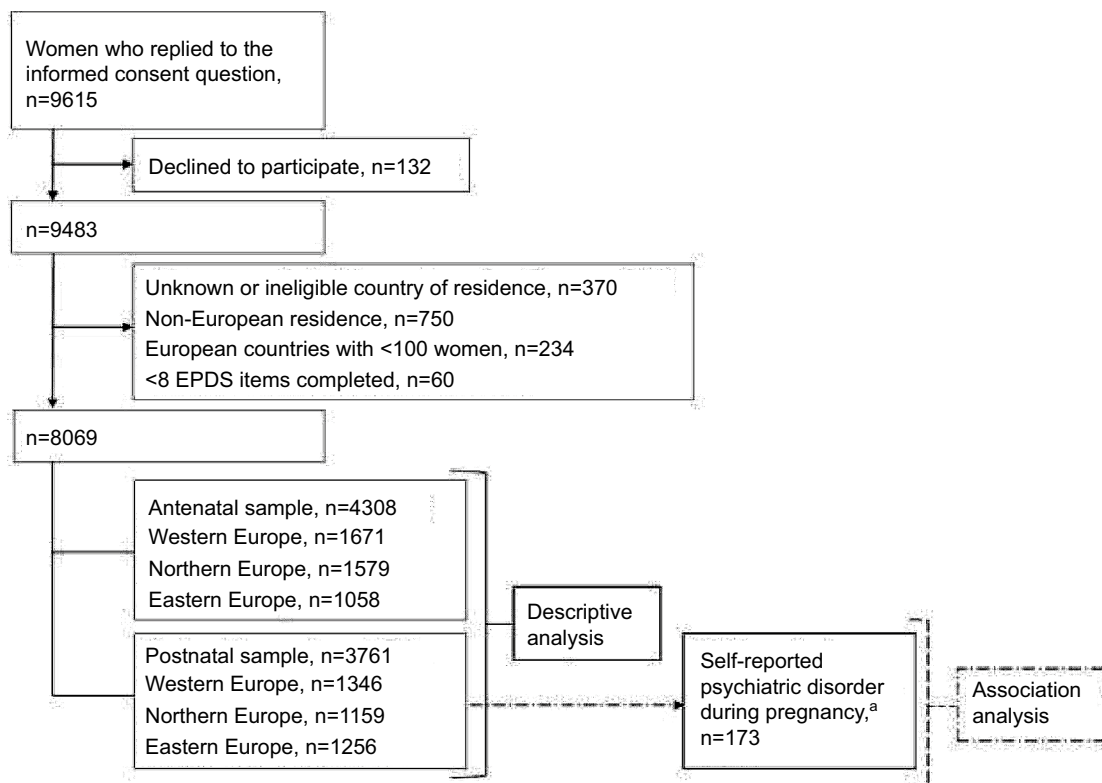 Women who replied to the
informed consent question,
n=9615
Declined to participate, n=132
n=9483
Unknown or ineligible country of residence, n=370
Non-European residence, n=750
European countries with <100 women, n=234
<8 EPDS items completed, n=60
n=8069
Antenatal sample, n=4308
Western Europe, n=1671
Northern Europe, n=1579
Eastern Europe, n=1058
Descriptive
analysis
Postnatal sample, n=3761
Western Europe, n=1346
Northern Europe, n=1159
Eastern Europe, n=1256
Self-reported
psychiatric disorder
during pregnancy,ᵃ
n=173
Association
analysis